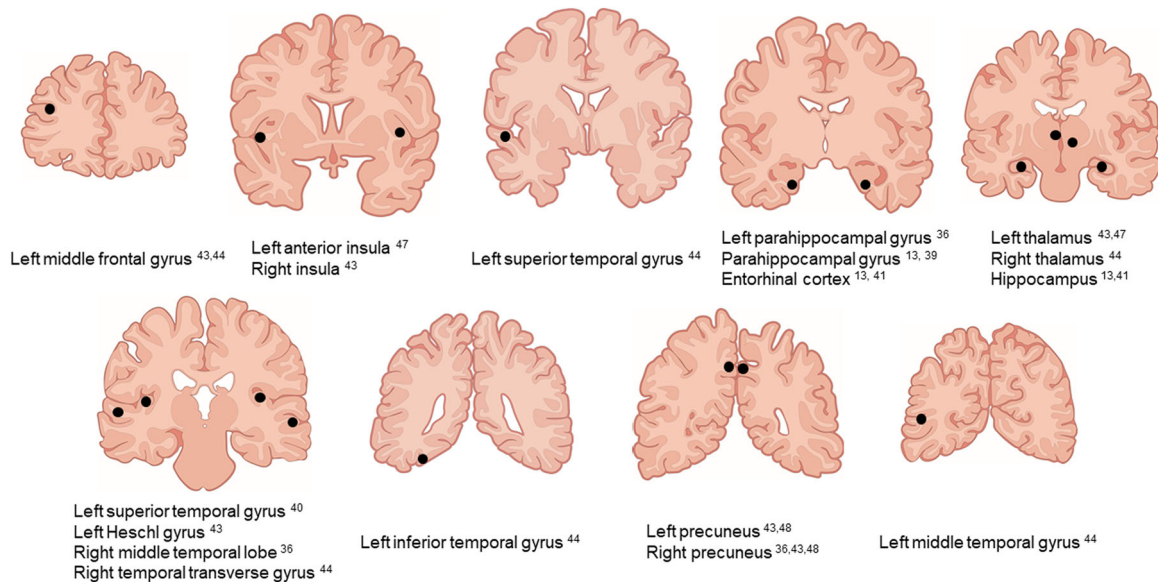 Left middle frontal gyrus 43,44
Left anterior insula 47
Right insula 43
Left superior temporal gyrus 44
Left parahippocampal gyrus 36
Parahippocampal gyrus 13, 39
Entorhinal cortex 13, 41
Left thalamus 43,47
Right thalamus 44
Hippocampus 13,41
Left superior temporal gyrus 40
Left Heschl gyrus 43
Right middle temporal lobe 36
Right temporal transverse gyrus 44
Left inferior temporal gyrus 44
Left precuneus 43,48
Right precuneus 36,43,48
Left middle temporal gyrus 44